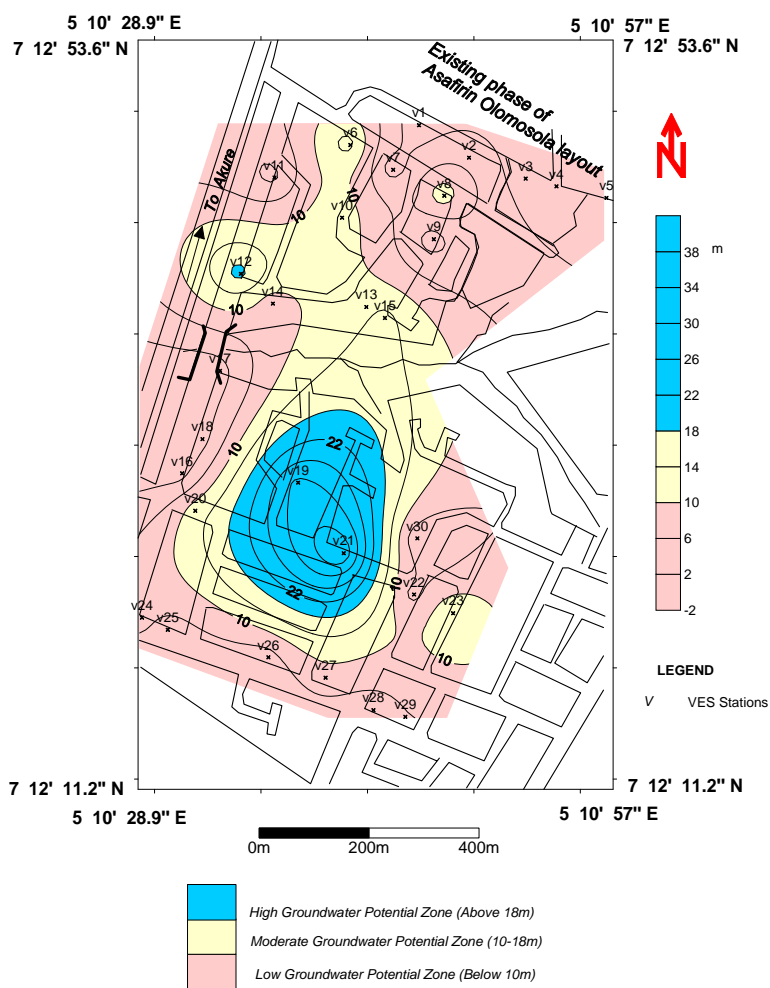 5 10' 28.9" E
5 10' 57" E
7 12' 53.6" N
7 12' 53.6" N
Existing phase of
Asafirin Olomosola layout
v1
v6
v2
v7
v11
v3
v4
v8
v5
To Akure
10
10
v10
v9
v12
m
38
34
30
26
22
18
14
10
6
2
-2
v14
v13
10
v15
v17
v18
22
10
v16
v19
v20
v30
v21
10
v22
22
v23
v24
v25
10
v26
10
v27
v28
v29
LEGEND
V VES Stations
7 12' 11.2" N
7 12' 11.2" N
5 10' 28.9" E
5 10' 57" E
0m 200m 400m
High Groundwater Potential Zone (Above 18m)
Moderate Groundwater Potential Zone (10-18m)
Low Groundwater Potential Zone (Below 10m)
N